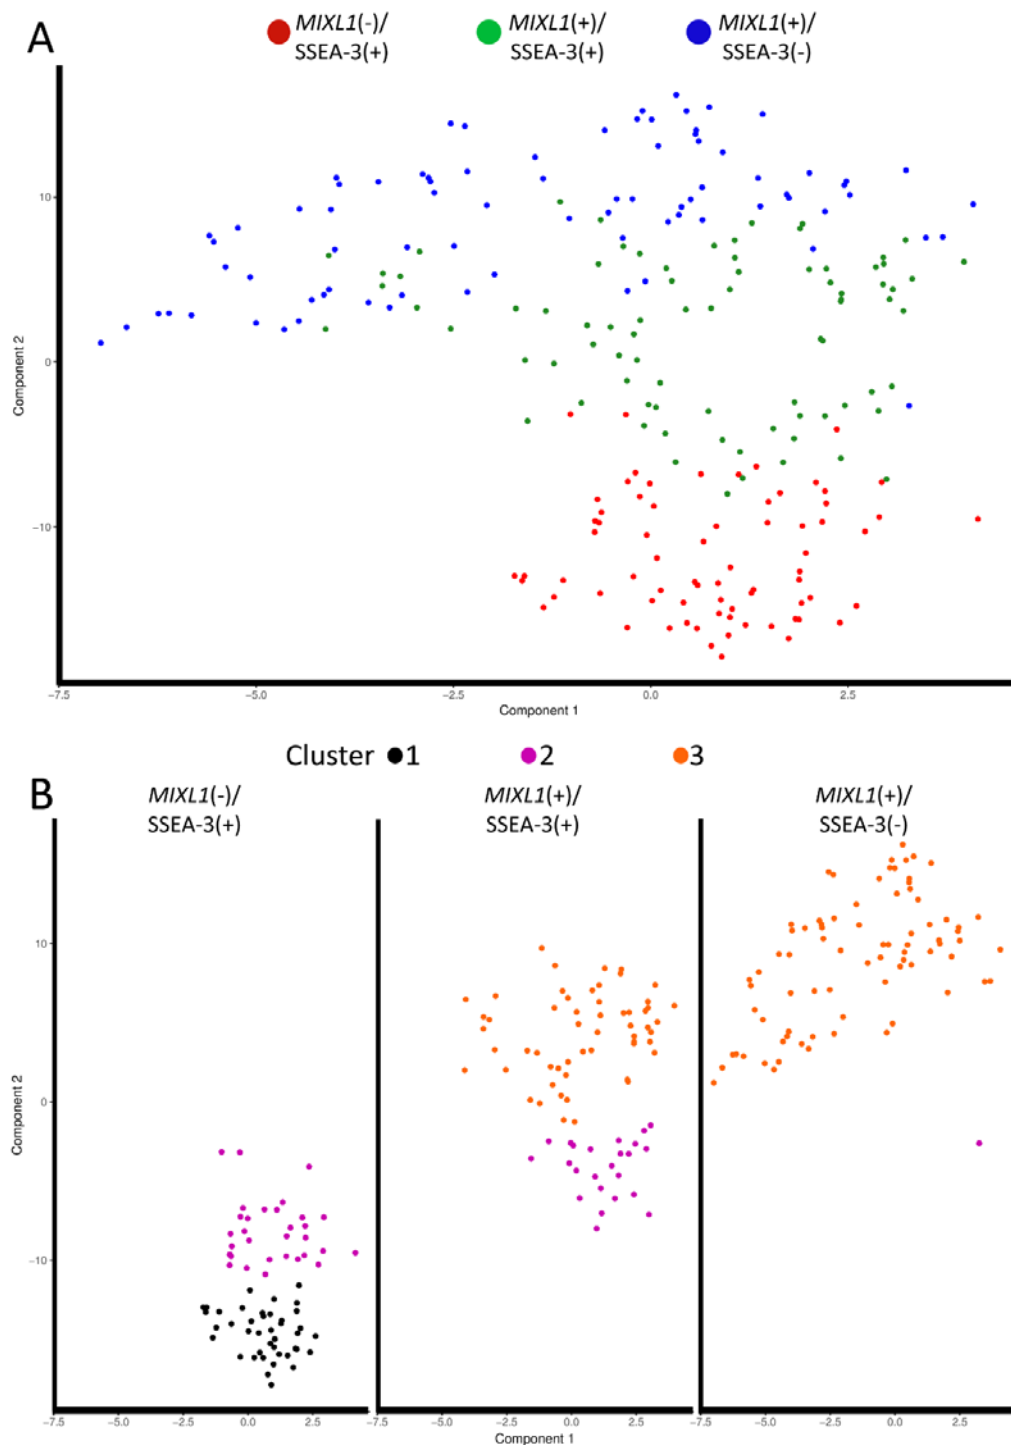 A
MIXL1(-)/
SSEA-3(+)
MIXL1(+)/
SSEA-3(+)
MIXL1(+)/
SSEA-3(-)
Component 2
10
0
−10
−7.5
−5.0
−2.5
0.0
2.5
Component 1
Cluster 1 2 3
B
MIXL1(-)/
SSEA-3(+)
MIXL1(+)/
SSEA-3(+)
MIXL1(+)/
SSEA-3(-)
Component 2
10
0
−10
−7.5 −5.0 −2.5 0.0 2.5 −7.5 −5.0 −2.5 0.0 2.5 −7.5 −5.0 −2.5 0.0 2.5
Component 1